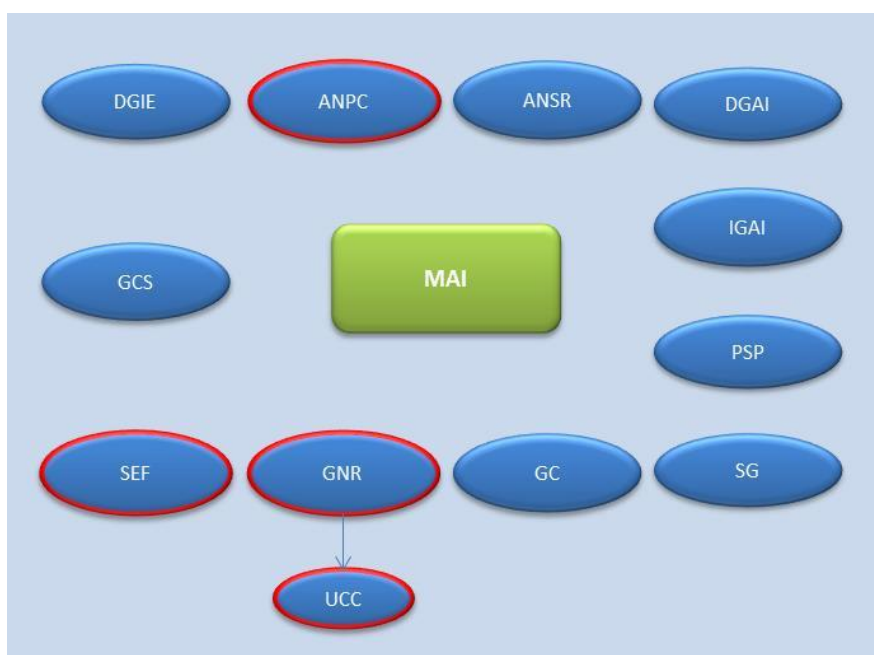 DGIE
ANPC
ANSR
DGAI
IGAI
GCS
MAI
PSP
SEF
GNR
GC
SG
UCC